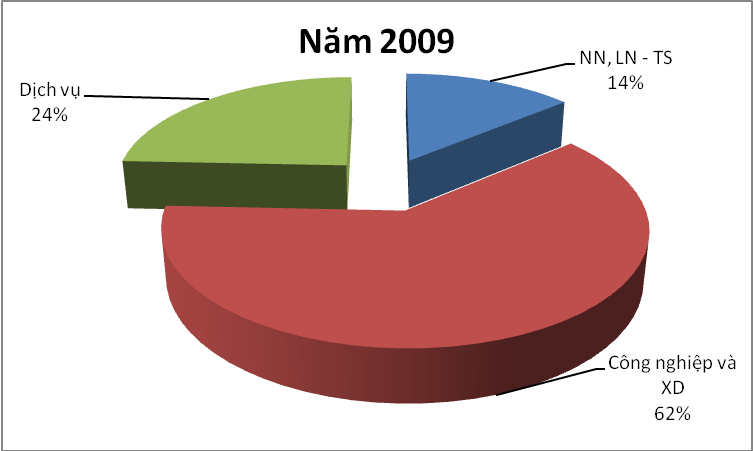 Năm 2009
NN, LN - TS
14%
Dịch vụ
24%
Công nghiệp và
XD
62%